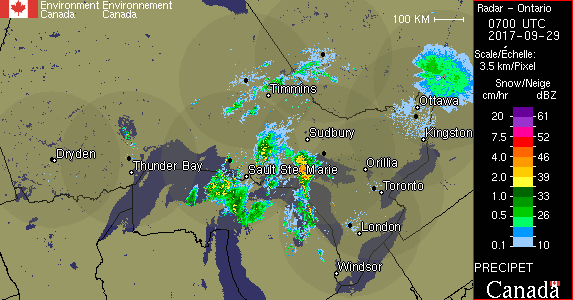 Environment Environnement
Canada Canada
100 KM
Timmins
Ottawa
Sudbury
Kingston
Dryden
Thunder Bay
Sault Ste. Marie
Orillia
Toronto
London
Windsor
Radar - Ontario
0700 UTC
2017-09-29
Scale/Échelle:
3.5 km/Pixel
Snow/Neige
cm/hr dBZ
20 61
7.5 52
4.0 46
2.0 39
1.0 33
0.5 26
0.1 10
PRECIPET
Canada